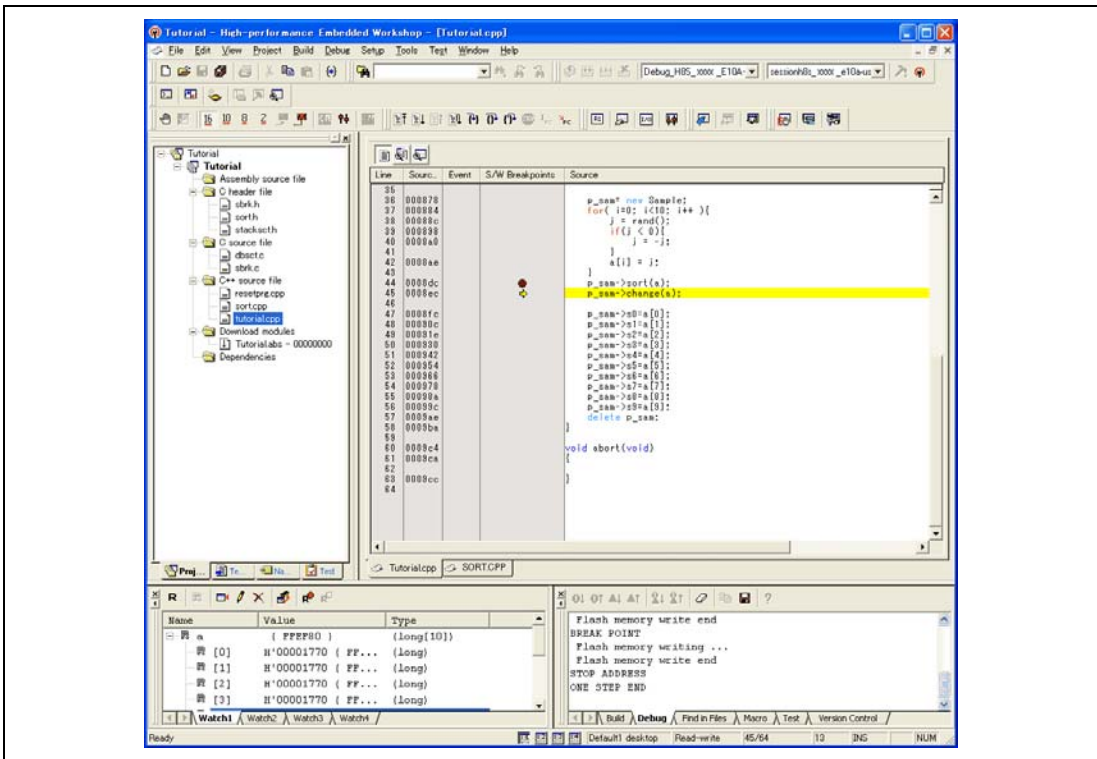 Tutorial - High-performance Embedded Workshop - [Tutorial.cpp]
File Edit View Project Build Debug Setup Tools Test Window Help
Debug_H8S_xxxx_E10A- sessionh8s_xxxx_e10a-us
Tutorial
Tutorial
Assembly source file
C header file
sbrk.h
sort.h
stacksct.h
C source file
dbsct.c
sbrk.c
C++ source file
resetprg.cpp
sort.cpp
tutorial.cpp
Download modules
Tutorial.abs - 00000000
Dependencies
Proj... Te... Na... Test
Line Sourc... Event S/W Breakpoints Source
35
36 000878 p_sam= new Sample;
37 000884 for( i=0; i<10; i++ ){
38 00088c j = rand();
39 000898 if(j < 0){
40 0008a0 j = -j;
41 }
42 0008ae a[i] = j;
43 }
44 0008dc p_sam->sort(a);
45 0008ec p_sam->change(a);
46
47 0008fc p_sam->s0=a[0];
48 00090c p_sam->s1=a[1];
49 00091e p_sam->s2=a[2];
50 000930 p_sam->s3=a[3];
51 000942 p_sam->s4=a[4];
52 000954 p_sam->s5=a[5];
53 000966 p_sam->s6=a[6];
54 000978 p_sam->s7=a[7];
55 00098a p_sam->s8=a[8];
56 00099c p_sam->s9=a[9];
57 0009ae delete p_sam;
58 0009ba }
59
60 0009c4 void abort(void)
61 0009ca {
62
63 0009cc }
64
Tutorial.cpp SORT.CPP
Name Value Type
a { FFEF80 } (long[10])
[0] H'00001770 { FF... (long)
[1] H'00001770 { FF... (long)
[2] H'00001770 { FF... (long)
[3] H'00001770 { FF... (long)
Watch1 Watch2 Watch3 Watch4
Flash memory write end
BREAK POINT
Flash memory writing ...
Flash memory write end
STOP ADDRESS
ONE STEP END
Build Debug Find in Files Macro Test Version Control
Ready Default1 desktop Read-write 45/64 13 INS NUM